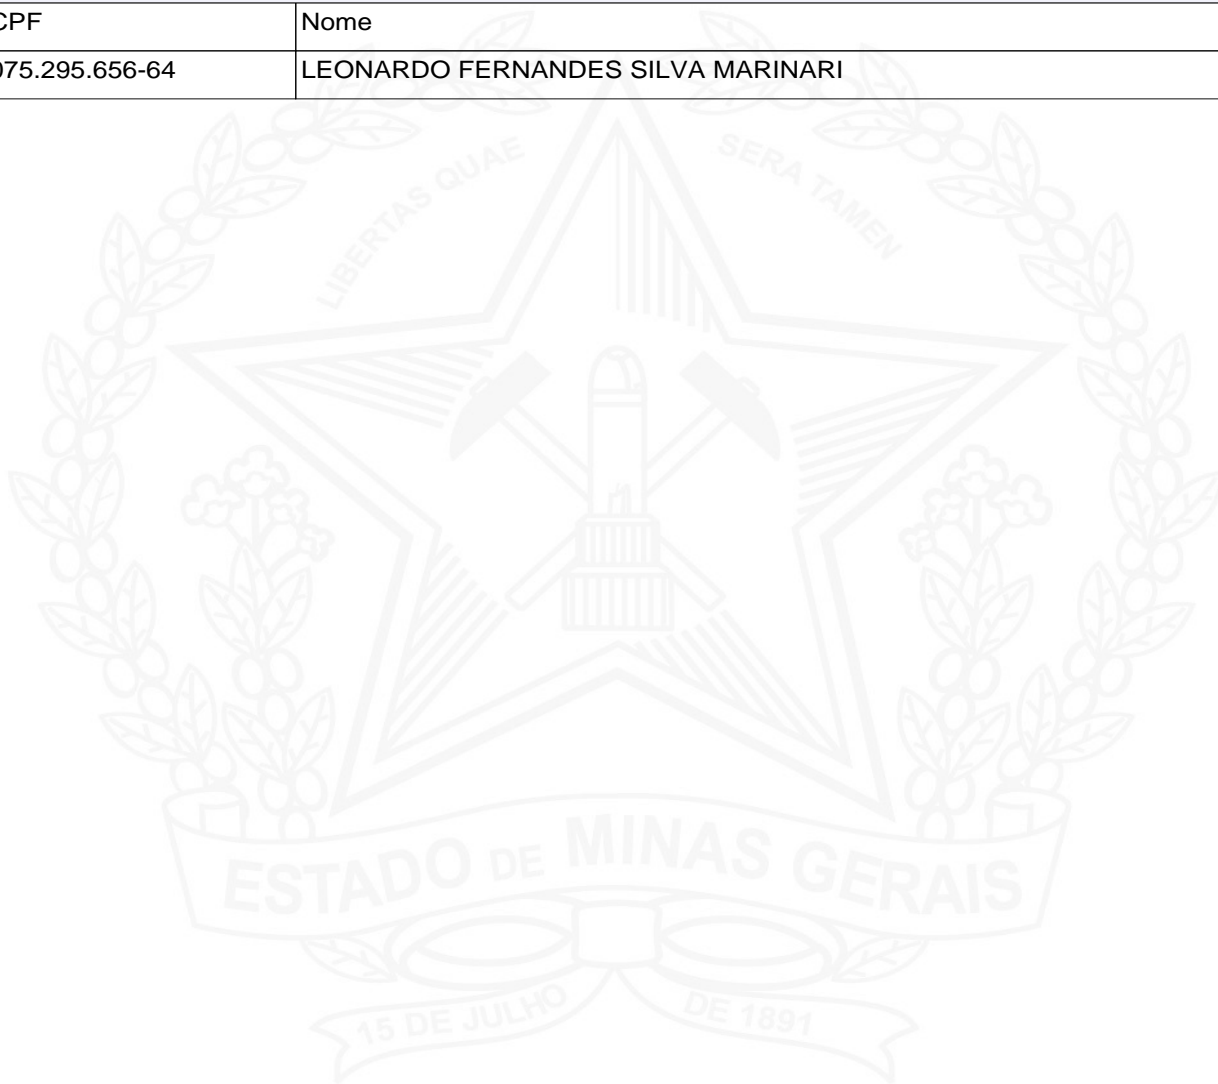 CPF Nome
075.295.656-64 LEONARDO FERNANDES SILVA MARINARI
LIBERTAS QUAE SERA TAMEN
ESTADO DE MINAS GERAIS
15 DE JULHO DE 1891